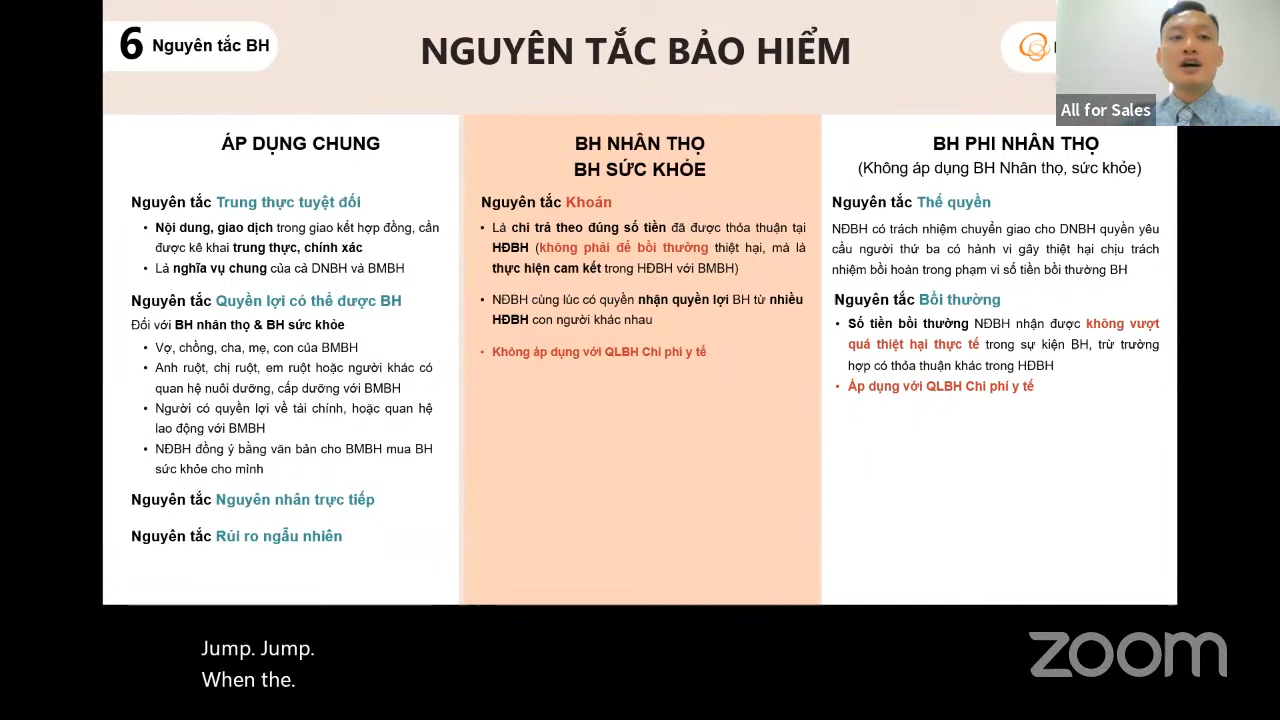 6 Nguyên tắc BH
NGUYÊN TẮC BẢO HIỂM
All for Sales
ÁP DỤNG CHUNG
Nguyên tắc Trung thực tuyệt đối
• Nội dung, giao dịch trong giao kết hợp đồng, cần
được kê khai trung thực, chính xác
• Là nghĩa vụ chung của cả DNBH và BMBH
Nguyên tắc Quyền lợi có thể được BH
Đối với BH nhân thọ & BH sức khỏe
• Vợ, chồng, cha, mẹ, con của BMBH
• Anh ruột, chị ruột, em ruột hoặc người khác có
quan hệ nuôi dưỡng, cấp dưỡng với BMBH
• Người có quyền lợi về tài chính, hoặc quan hệ
lao động với BMBH
• NĐBH đồng ý bằng văn bản cho BMBH mua BH
sức khỏe cho mình
Nguyên tắc Nguyên nhân trực tiếp
Nguyên tắc Rủi ro ngẫu nhiên
BH NHÂN THỌ
BH SỨC KHỎE
Nguyên tắc Khoán
• Là chi trả theo đúng số tiền đã được thỏa thuận tại
HĐBH (không phải để bồi thường thiệt hại, mà là
thực hiện cam kết trong HĐBH với BMBH)
• NĐBH cùng lúc có quyền nhận quyền lợi BH từ nhiều
HĐBH con người khác nhau
• Không áp dụng với QLBH Chi phí y tế
BH PHI NHÂN THỌ
(Không áp dụng BH Nhân thọ, sức khỏe)
Nguyên tắc Thế quyền
NĐBH có trách nhiệm chuyển giao cho DNBH quyền yêu
cầu người thứ ba có hành vi gây thiệt hại chịu trách
nhiệm bồi hoàn trong phạm vi số tiền bồi thường BH
Nguyên tắc Bồi thường
• Số tiền bồi thường NĐBH nhận được không vượt
quá thiệt hại thực tế trong sự kiện BH, trừ trường
hợp có thỏa thuận khác trong HĐBH
• Áp dụng với QLBH Chi phí y tế
Jump. Jump.
When the.
zoom